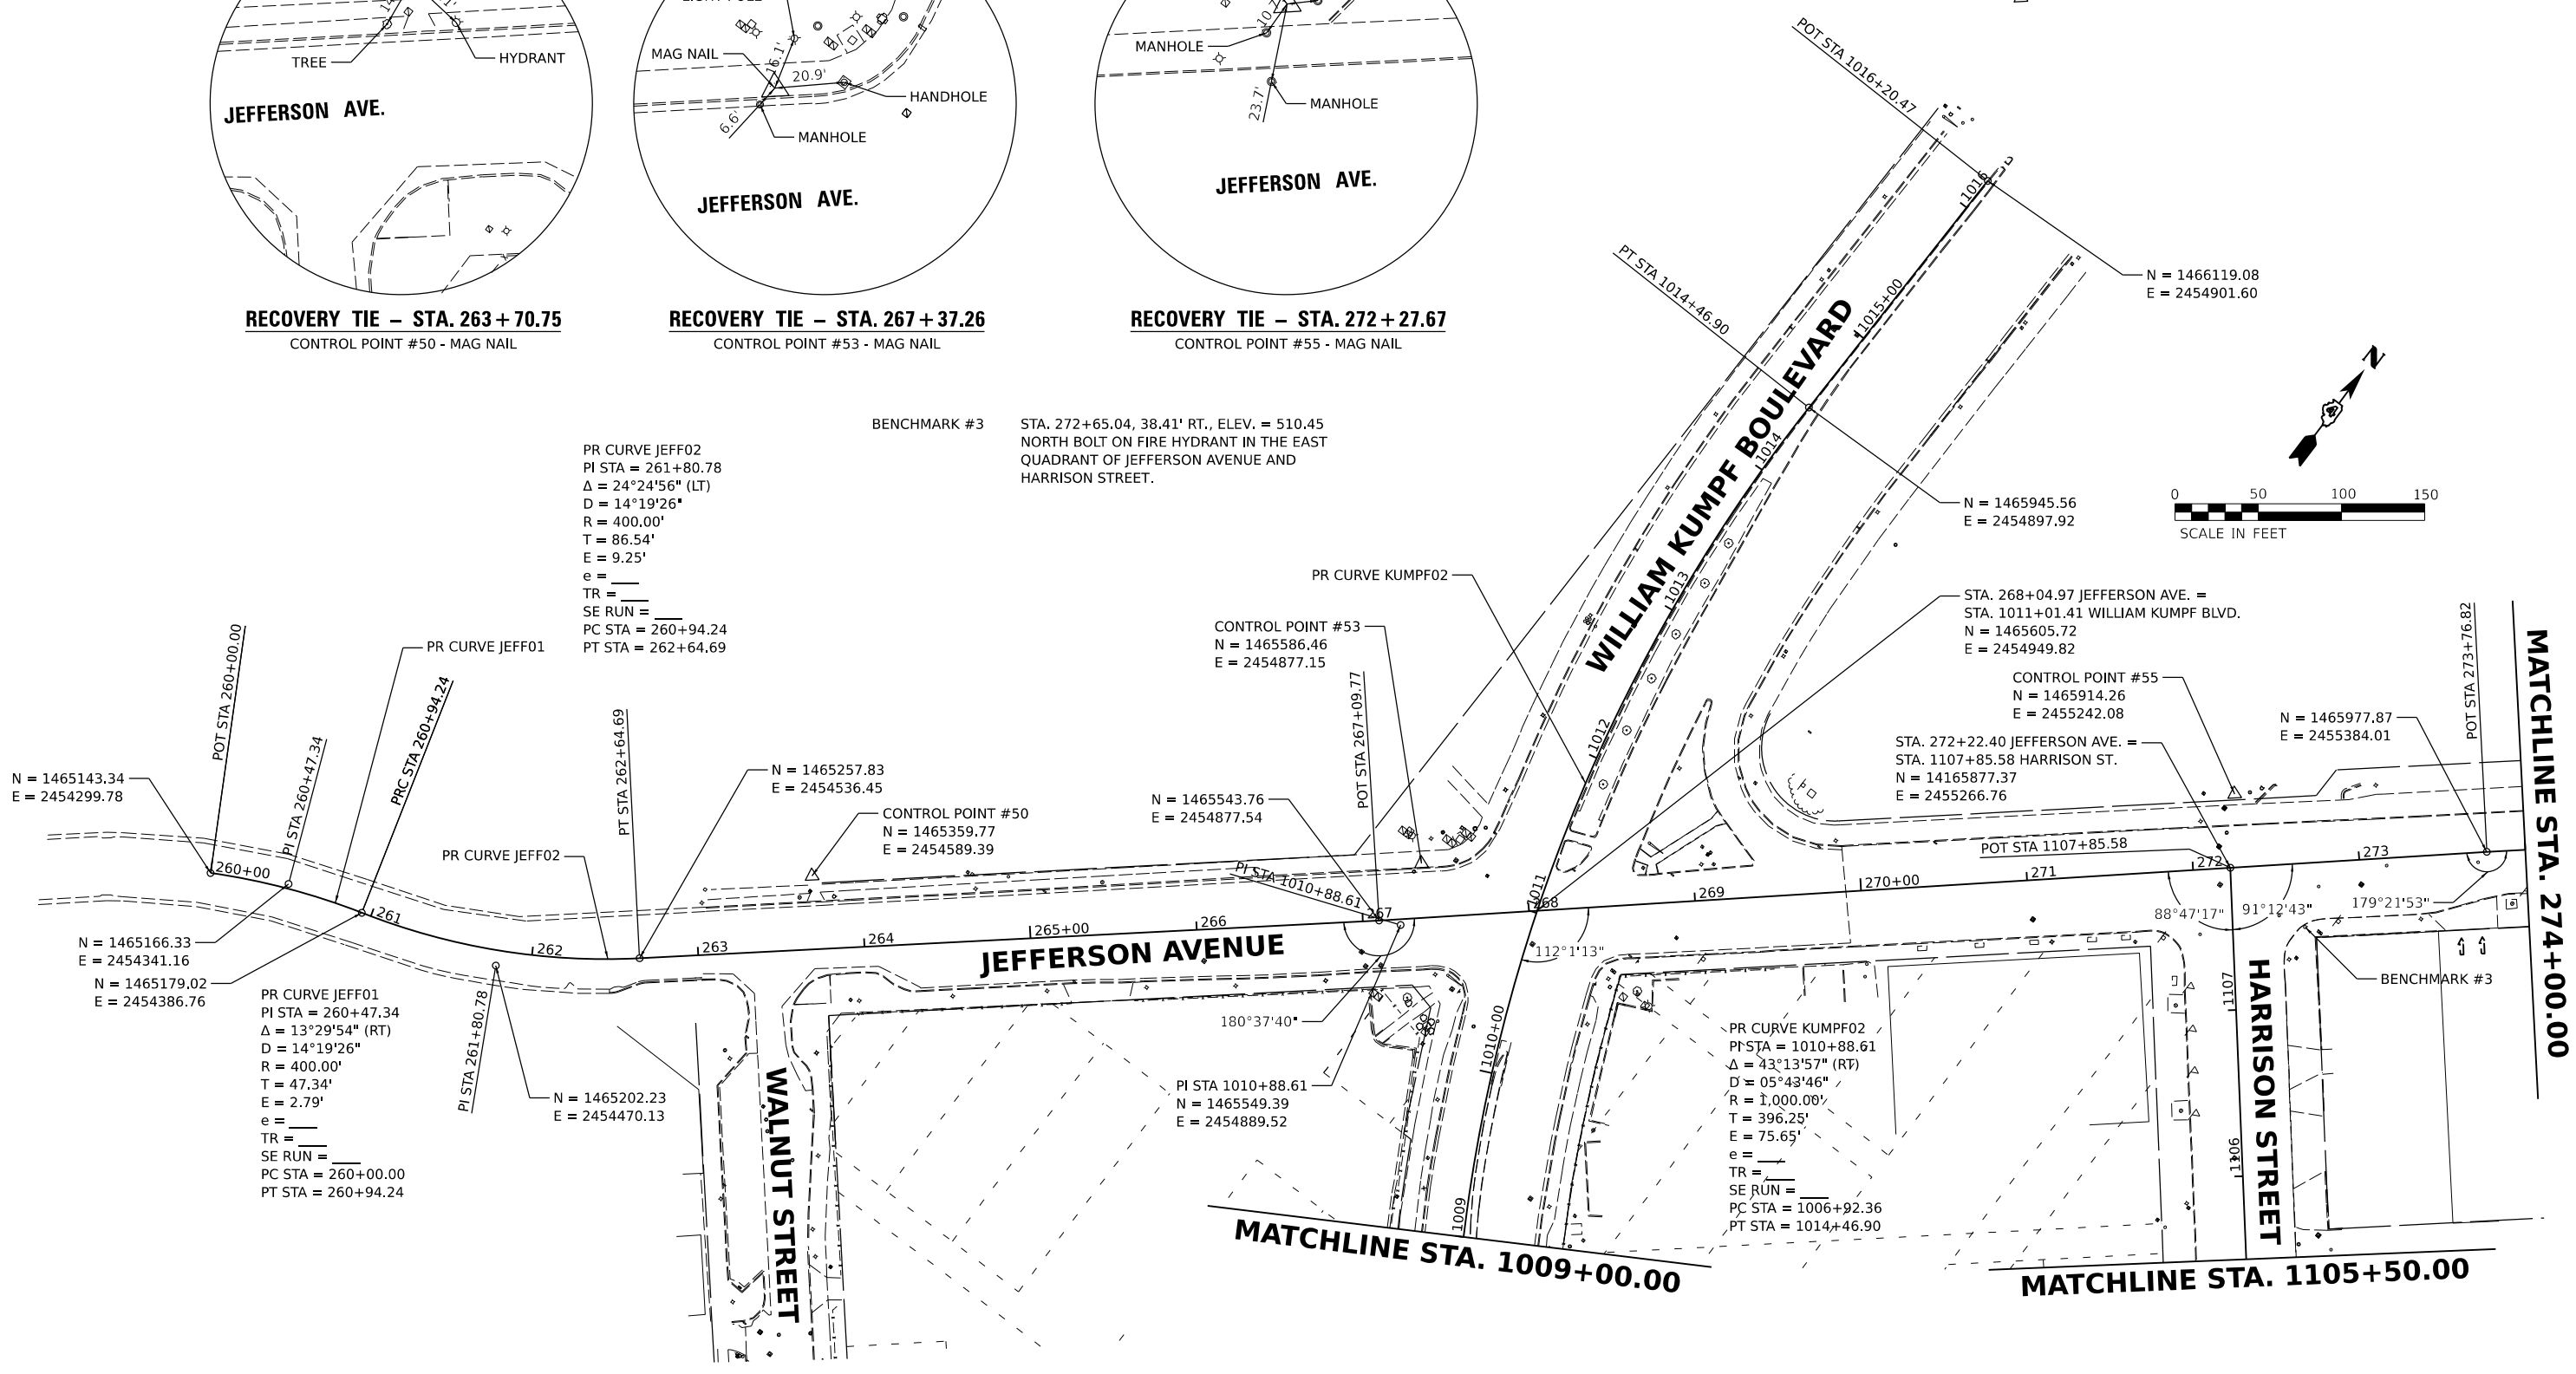 TREE
HYDRANT
JEFFERSON AVE.
RECOVERY TIE – STA. 263+70.75
CONTROL POINT #50 - MAG NAIL
MAG NAIL
16.1'
20.9'
HANDHOLE
6.6'
MANHOLE
JEFFERSON AVE.
RECOVERY TIE – STA. 267+37.26
CONTROL POINT #53 - MAG NAIL
MANHOLE
MANHOLE
23.7'
JEFFERSON AVE.
RECOVERY TIE – STA. 272+27.67
CONTROL POINT #55 - MAG NAIL
POT STA 1016+20.47
PT STA 1014+46.90
N = 1466119.08
E = 2454901.60
N
0 50 100 150
SCALE IN FEET
N = 1465945.56
E = 2454897.92
BENCHMARK #3
STA. 272+65.04, 38.41' RT., ELEV. = 510.45
NORTH BOLT ON FIRE HYDRANT IN THE EAST
QUADRANT OF JEFFERSON AVENUE AND
HARRISON STREET.
PR CURVE JEFF02
PI STA = 261+80.78
Δ = 24°24'56" (LT)
D = 14°19'26"
R = 400.00'
T = 86.54'
E = 9.25'
e = ____
TR = ____
SE RUN = ____
PC STA = 260+94.24
PT STA = 262+64.69
WILLIAM KUMPF BOULEVARD
1016
1015+00
1014
1013
1012
1011
1010+00
1009
PR CURVE KUMPF02
CONTROL POINT #53
N = 1465586.46
E = 2454877.15
STA. 268+04.97 JEFFERSON AVE. =
STA. 1011+01.41 WILLIAM KUMPF BLVD.
N = 1465605.72
E = 2454949.82
CONTROL POINT #55
N = 1465914.26
E = 2455242.08
STA. 272+22.40 JEFFERSON AVE. =
STA. 1107+85.58 HARRISON ST.
N = 14165877.37
E = 2455266.76
N = 1465977.87
E = 2455384.01
POT STA 273+76.82
MATCHLINE STA. 274+00.00
POT STA 260+00.00
PI STA 260+47.34
PRC STA 260+94.24
PR CURVE JEFF01
PT STA 262+64.69
N = 1465143.34
E = 2454299.78
N = 1465257.83
E = 2454536.45
CONTROL POINT #50
N = 1465359.77
E = 2454589.39
PR CURVE JEFF02
N = 1465543.76
E = 2454877.54
POT STA 267+09.77
PI STA 1010+88.61
POT STA 1107+85.58
260+00
261
262
263
264
265+00
266
267
268
269
270+00
271
272
273
JEFFERSON AVENUE
112°1'13"
88°47'17"
91°12'43"
179°21'53"
180°37'40"
BENCHMARK #3
N = 1465166.33
E = 2454341.16
N = 1465179.02
E = 2454386.76
PR CURVE JEFF01
PI STA = 260+47.34
Δ = 13°29'54" (RT)
D = 14°19'26"
R = 400.00'
T = 47.34'
E = 2.79'
e = ____
TR = ____
SE RUN = ____
PC STA = 260+00.00
PT STA = 260+94.24
PI STA 261+80.78
N = 1465202.23
E = 2454470.13
WALNUT STREET
PI STA 1010+88.61
N = 1465549.39
E = 2454889.52
PR CURVE KUMPF02
PI STA = 1010+88.61
Δ = 43°13'57" (RT)
D = 05°43'46"
R = 1,000.00'
T = 396.25'
E = 75.65'
e = ____
TR = ____
SE RUN = ____
PC STA = 1006+92.36
PT STA = 1014+46.90
1107
1106
HARRISON STREET
MATCHLINE STA. 1009+00.00
MATCHLINE STA. 1105+50.00